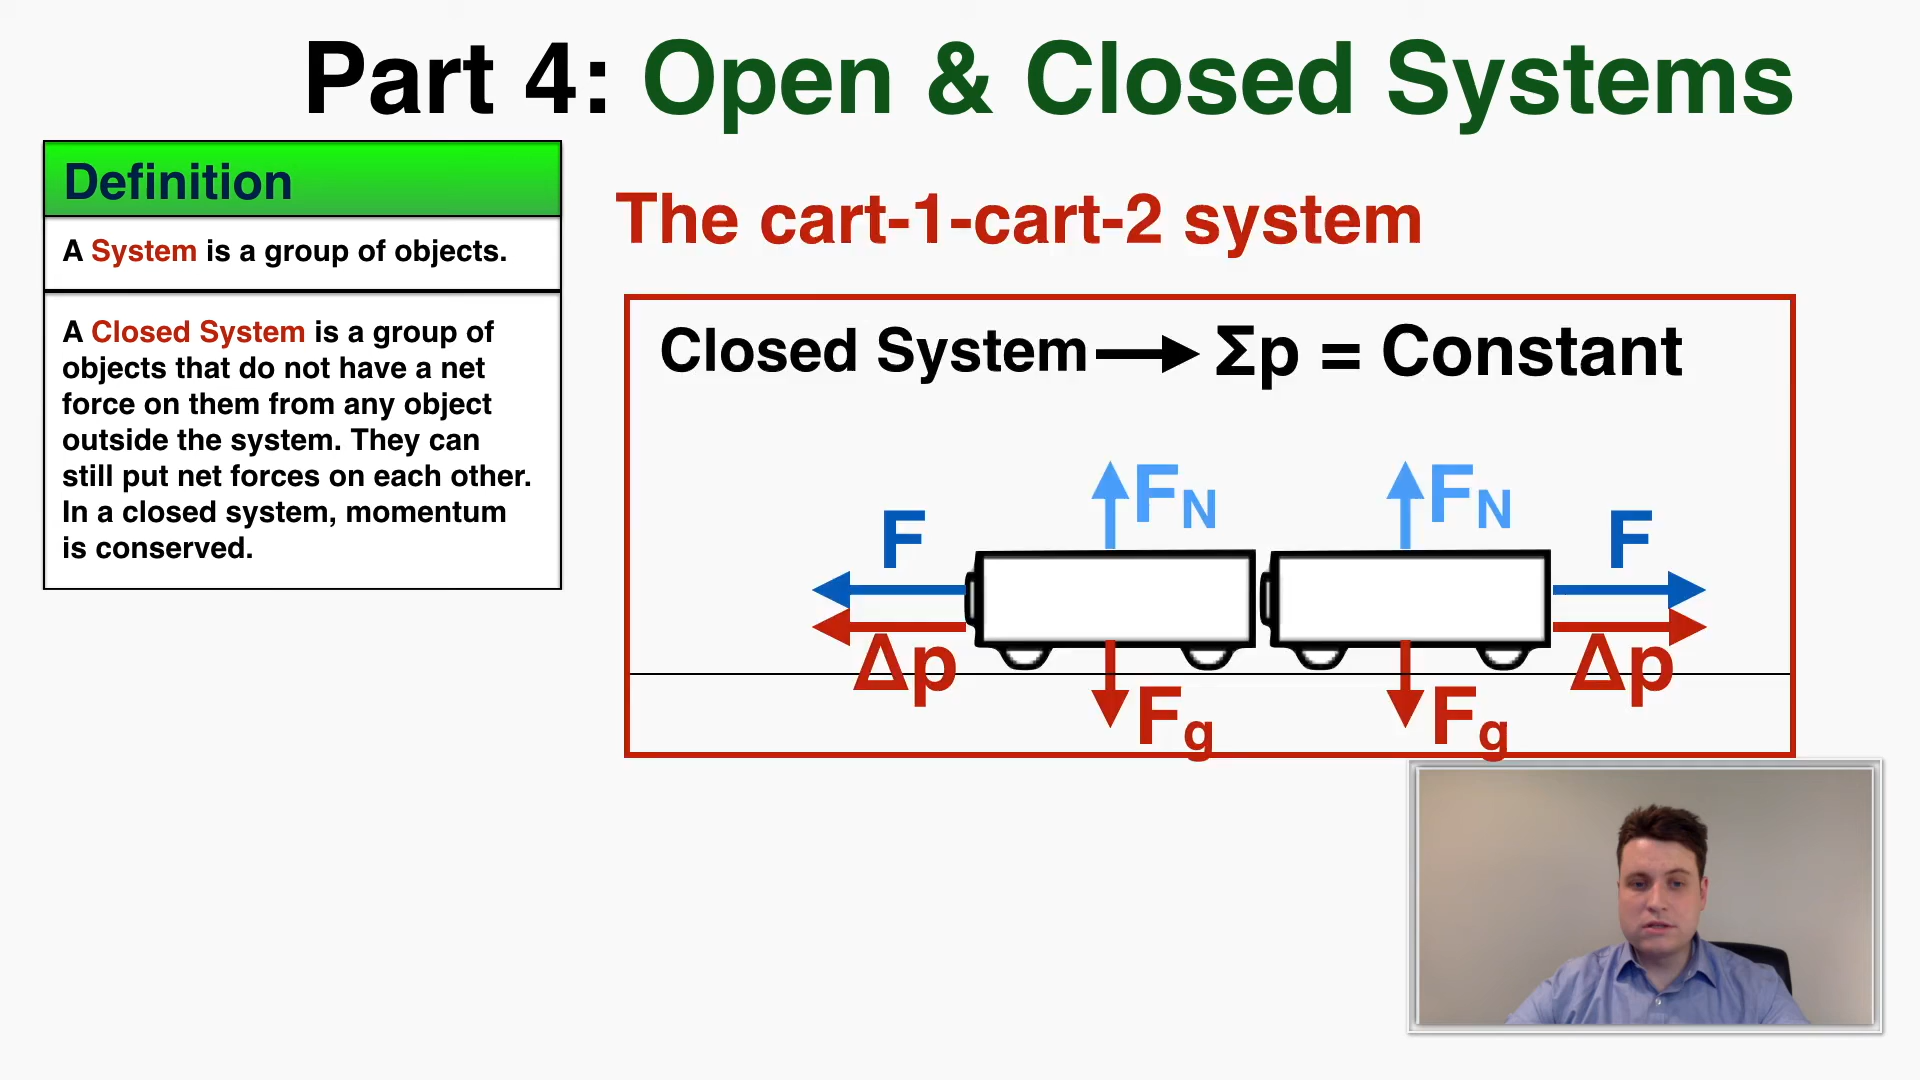 Part 4: Open & Closed Systems
Definition
A System is a group of objects.
A Closed System is a group of
objects that do not have a net
force on them from any object
outside the system. They can
still put net forces on each other.
In a closed system, momentum
is conserved.
The cart-1-cart-2 system
Closed System → Σp = Constant
FN FN
F F
Δp Δp
Fg Fg